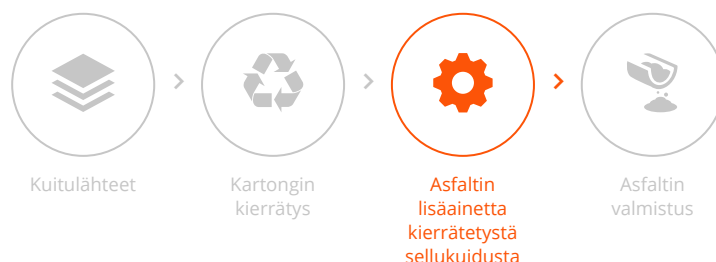 Kuitulähteet
Kartongin
kierrätys
Asfaltin
lisäainetta
kierrätetystä
sellukuidusta
Asfaltin
valmistus